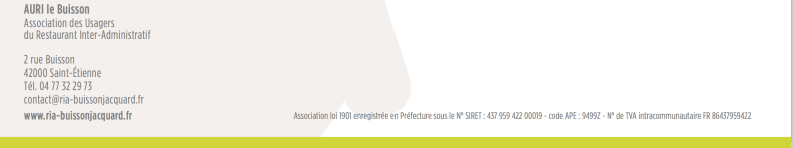 AURI le Buisson
Association des Usagers
du Restaurant Inter-Administratif
2 rue Buisson
42000 Saint-Étienne
Tél. 04 77 32 29 73
contact@ria-buissonjacquard.fr
www.ria-buissonjacquard.fr
Association loi 1901 enregistrée en Préfecture sous le N° SIRET : 437 959 422 00019 - code APE : 9499Z - N° de TVA intracommunautaire FR 86437959422